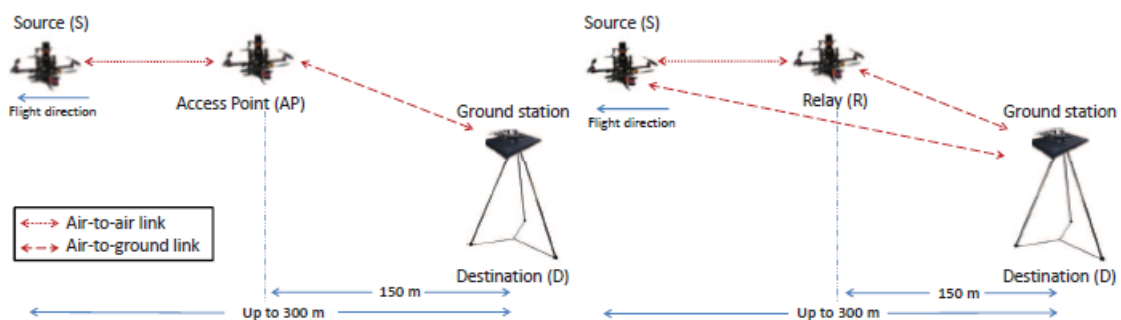 Source (S)
Access Point (AP)
Flight direction
Ground station
Air-to-air link
Air-to-ground link
Destination (D)
150 m
Up to 300 m
Source (S)
Relay (R)
Flight direction
Ground station
Destination (D)
150 m
Up to 300 m